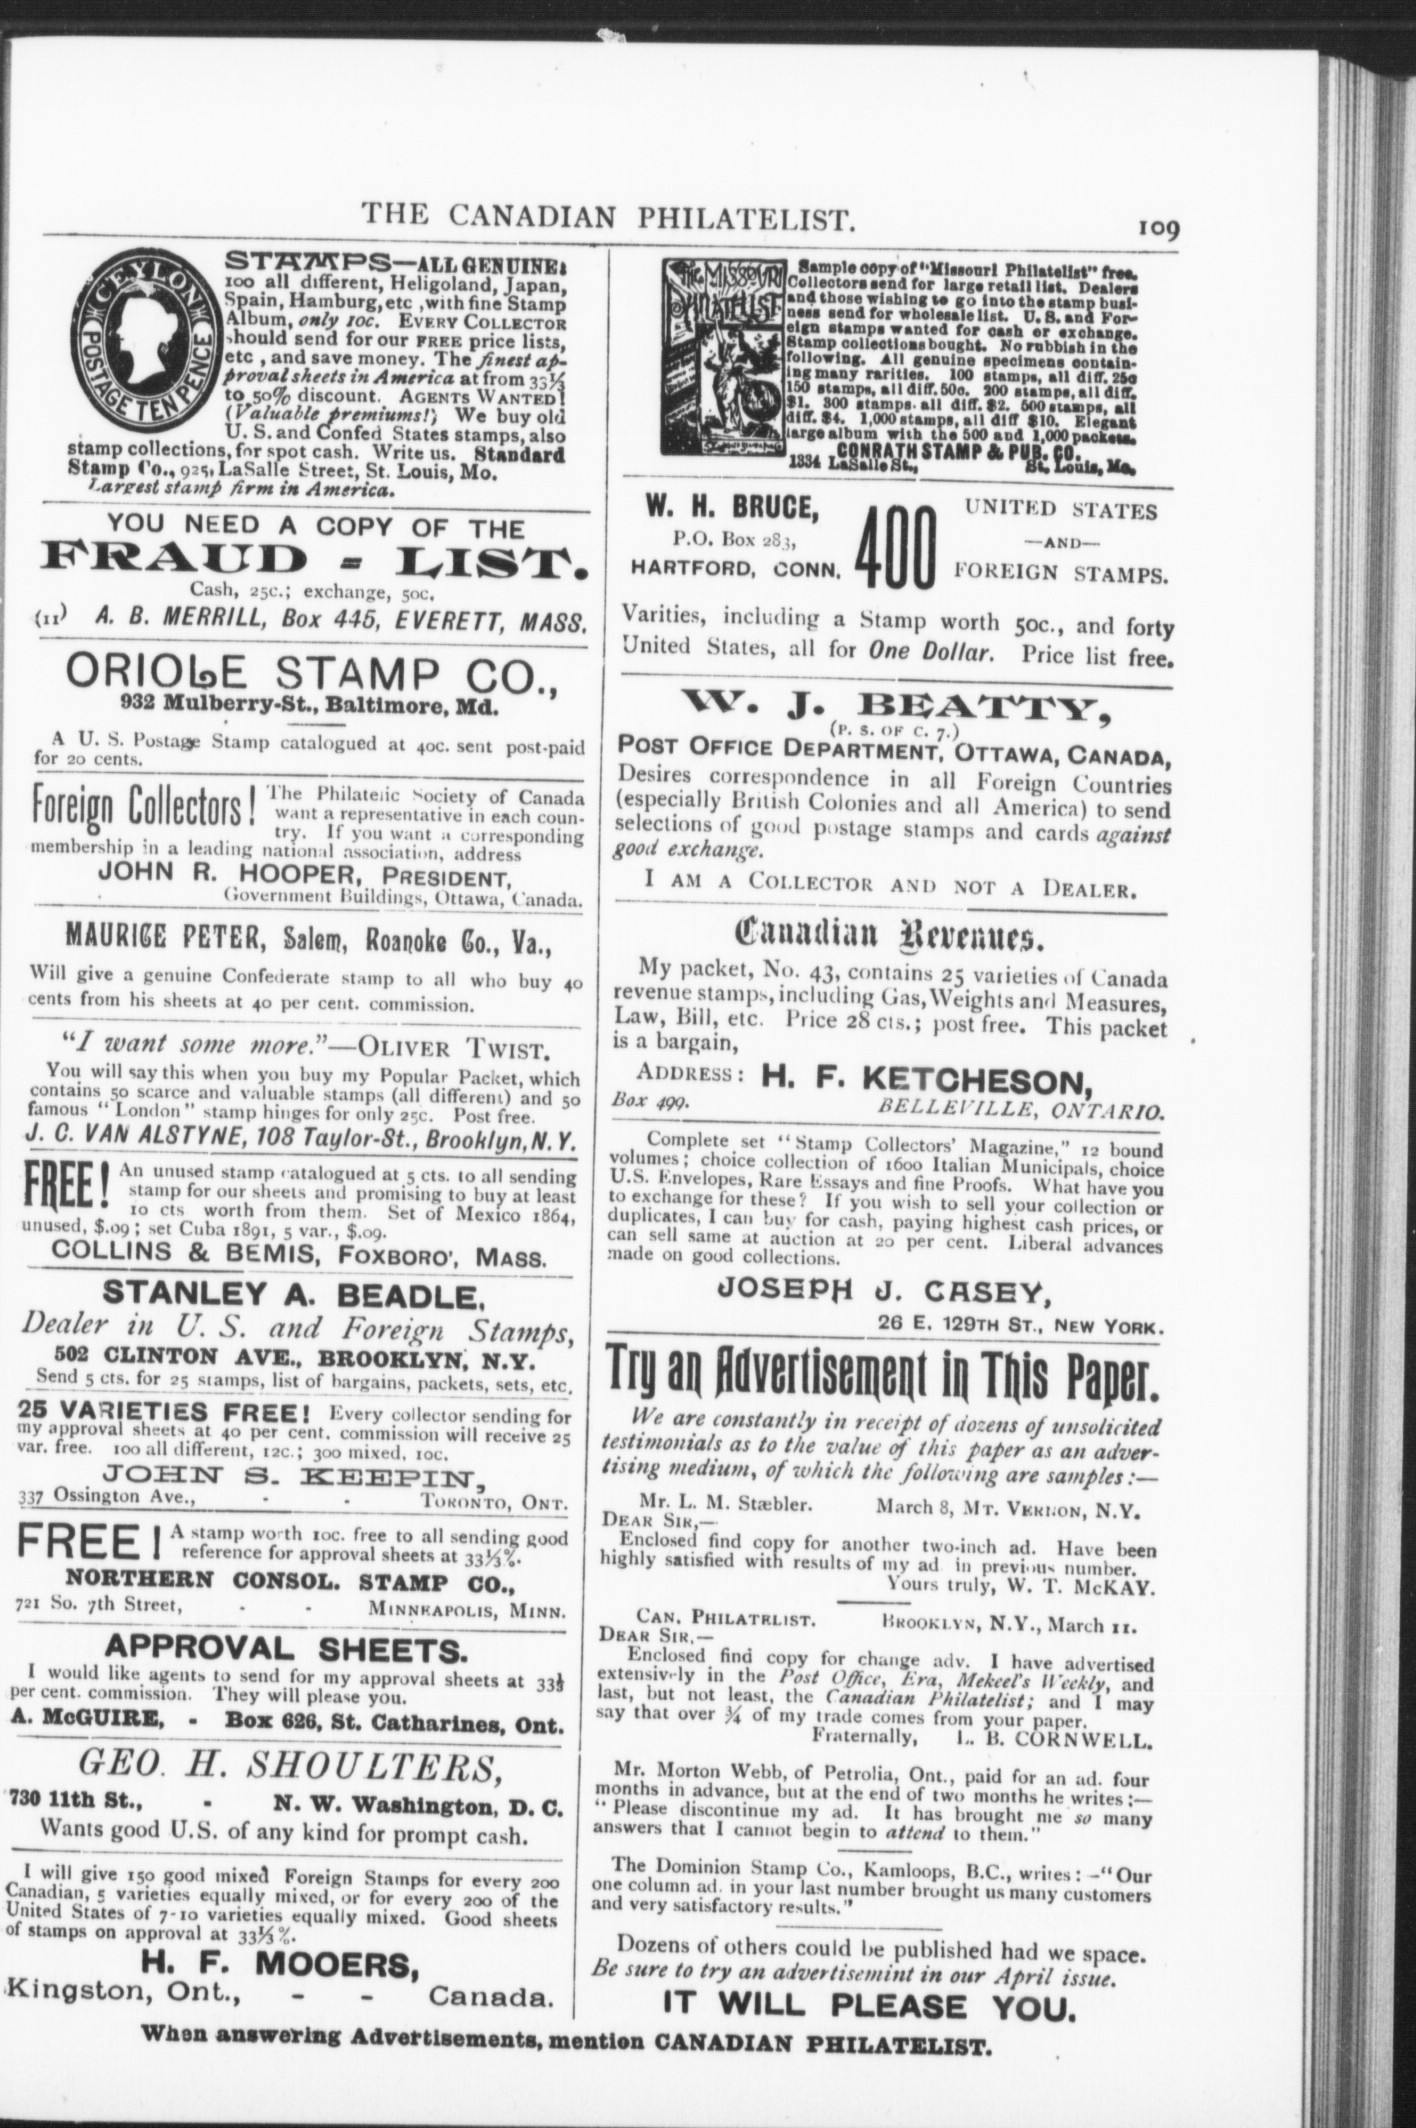 THE CANADIAN PHILATELIST.
109
CEYLON
POSTAGE TEN PENCE
STAMPS—ALL GENUINE:
100 all different, Heligoland, Japan,
Spain, Hamburg, etc ,with fine Stamp
Album, only 10c. EVERY COLLECTOR
should send for our FREE price lists,
etc , and save money. The finest ap-
proval sheets in America at from 33⅓
to 50% discount. AGENTS WANTED!
(Valuable premiums!) We buy old
U. S. and Confed States stamps, also
stamp collections, for spot cash. Write us. Standard
Stamp Co., 925, LaSalle Street, St. Louis, Mo.
Largest stamp firm in America.
YOU NEED A COPY OF THE
FRAUD = LIST.
Cash, 25c.; exchange, 50c.
(11) A. B. MERRILL, Box 445, EVERETT, MASS.
ORIOLE STAMP CO.,
932 Mulberry-St., Baltimore, Md.
A U. S. Postage Stamp catalogued at 40c. sent post-paid
for 20 cents.
Foreign Collectors! The Philatelic Society of Canada
want a representative in each coun-
try. If you want a corresponding
membership in a leading national association, address
JOHN R. HOOPER, PRESIDENT,
Government Buildings, Ottawa, Canada.
MAURICE PETER, Salem, Roanoke Co., Va.,
Will give a genuine Confederate stamp to all who buy 40
cents from his sheets at 40 per cent. commission.
"I want some more."—OLIVER TWIST.
You will say this when you buy my Popular Packet, which
contains 50 scarce and valuable stamps (all different) and 50
famous "London" stamp hinges for only 25c. Post free.
J. C. VAN ALSTYNE, 108 Taylor-St., Brooklyn, N. Y.
FREE! An unused stamp catalogued at 5 cts. to all sending
stamp for our sheets and promising to buy at least
10 cts worth from them. Set of Mexico 1864,
unused, $.09; set Cuba 1891, 5 var., $.09.
COLLINS & BEMIS, FOXBORO', MASS.
STANLEY A. BEADLE,
Dealer in U. S. and Foreign Stamps,
502 CLINTON AVE., BROOKLYN, N.Y.
Send 5 cts. for 25 stamps, list of bargains, packets, sets, etc.
25 VARIETIES FREE! Every collector sending for
my approval sheets at 40 per cent. commission will receive 25
var. free. 100 all different, 12c.; 300 mixed, 10c.
JOHN S. KEEPIN,
337 Ossington Ave., - - TORONTO, ONT.
FREE! A stamp worth 10c. free to all sending good
reference for approval sheets at 33⅓%.
NORTHERN CONSOL. STAMP CO.,
721 So. 7th Street, - - MINNEAPOLIS, MINN.
APPROVAL SHEETS.
I would like agents to send for my approval sheets at 33⅓
per cent. commission. They will please you.
A. McGUIRE, - Box 626, St. Catharines, Ont.
GEO. H. SHOULTERS,
730 11th St., - N. W. Washington, D. C.
Wants good U.S. of any kind for prompt cash.
I will give 150 good mixed Foreign Stamps for every 200
Canadian, 5 varieties equally mixed, or for every 200 of the
United States of 7-10 varieties equally mixed. Good sheets
of stamps on approval at 33⅓%.
H. F. MOOERS,
Kingston, Ont., - - Canada.
THE MISSOURI
PHILATELIST
Sample copy of "Missouri Philatelist" free.
Collectors send for large retail list. Dealers
and those wishing to go into the stamp busi-
ness send for wholesale list. U. S. and For-
eign stamps wanted for cash or exchange.
Stamp collections bought. No rubbish in the
following. All genuine specimens contain-
ing many rarities. 100 stamps, all diff. 25c
150 stamps, all diff. 50c. 200 stamps, all diff.
$1. 300 stamps. all diff. $2. 500 stamps, all
diff. $4. 1,000 stamps, all diff $10. Elegant
large album with the 500 and 1,000 packets.
CONRATH STAMP & PUB. CO.
1334 LaSalle St., St. Louis, Mo.
W. H. BRUCE,
P.O. Box 283,
HARTFORD, CONN.
400
UNITED STATES
—AND—
FOREIGN STAMPS.
Varities, including a Stamp worth 50c., and forty
United States, all for One Dollar. Price list free.
W. J. BEATTY,
(P. S. OF C. 7.)
POST OFFICE DEPARTMENT, OTTAWA, CANADA,
Desires correspondence in all Foreign Countries
(especially British Colonies and all America) to send
selections of good postage stamps and cards against
good exchange.
I AM A COLLECTOR AND NOT A DEALER.
Canadian Revenues.
My packet, No. 43, contains 25 varieties of Canada
revenue stamps, including Gas, Weights and Measures,
Law, Bill, etc. Price 28 cts.; post free. This packet
is a bargain,
ADDRESS: H. F. KETCHESON,
Box 499. BELLEVILLE, ONTARIO.
Complete set "Stamp Collectors' Magazine," 12 bound
volumes; choice collection of 1600 Italian Municipals, choice
U.S. Envelopes, Rare Essays and fine Proofs. What have you
to exchange for these? If you wish to sell your collection or
duplicates, I can buy for cash, paying highest cash prices, or
can sell same at auction at 20 per cent. Liberal advances
made on good collections.
JOSEPH J. CASEY,
26 E. 129TH ST., NEW YORK.
Try an Advertisement in This Paper.
We are constantly in receipt of dozens of unsolicited
testimonials as to the value of this paper as an adver-
tising medium, of which the following are samples:—
Mr. L. M. Stæbler. March 8, MT. VERNON, N.Y.
DEAR SIR,—
Enclosed find copy for another two-inch ad. Have been
highly satisfied with results of my ad in previous number.
Yours truly, W. T. McKAY.
CAN. PHILATELIST. BROOKLYN, N.Y., March 11.
DEAR SIR,—
Enclosed find copy for change adv. I have advertised
extensively in the Post Office, Era, Mekeel's Weekly, and
last, but not least, the Canadian Philatelist; and I may
say that over ¾ of my trade comes from your paper.
Fraternally, L. B. CORNWELL.
Mr. Morton Webb, of Petrolia, Ont., paid for an ad. four
months in advance, but at the end of two months he writes;—
"Please discontinue my ad. It has brought me so many
answers that I cannot begin to attend to them."
The Dominion Stamp Co., Kamloops, B.C., writes: —"Our
one column ad. in your last number brought us many customers
and very satisfactory results."
Dozens of others could be published had we space.
Be sure to try an advertisemint in our April issue.
IT WILL PLEASE YOU.
When answering Advertisements, mention CANADIAN PHILATELIST.